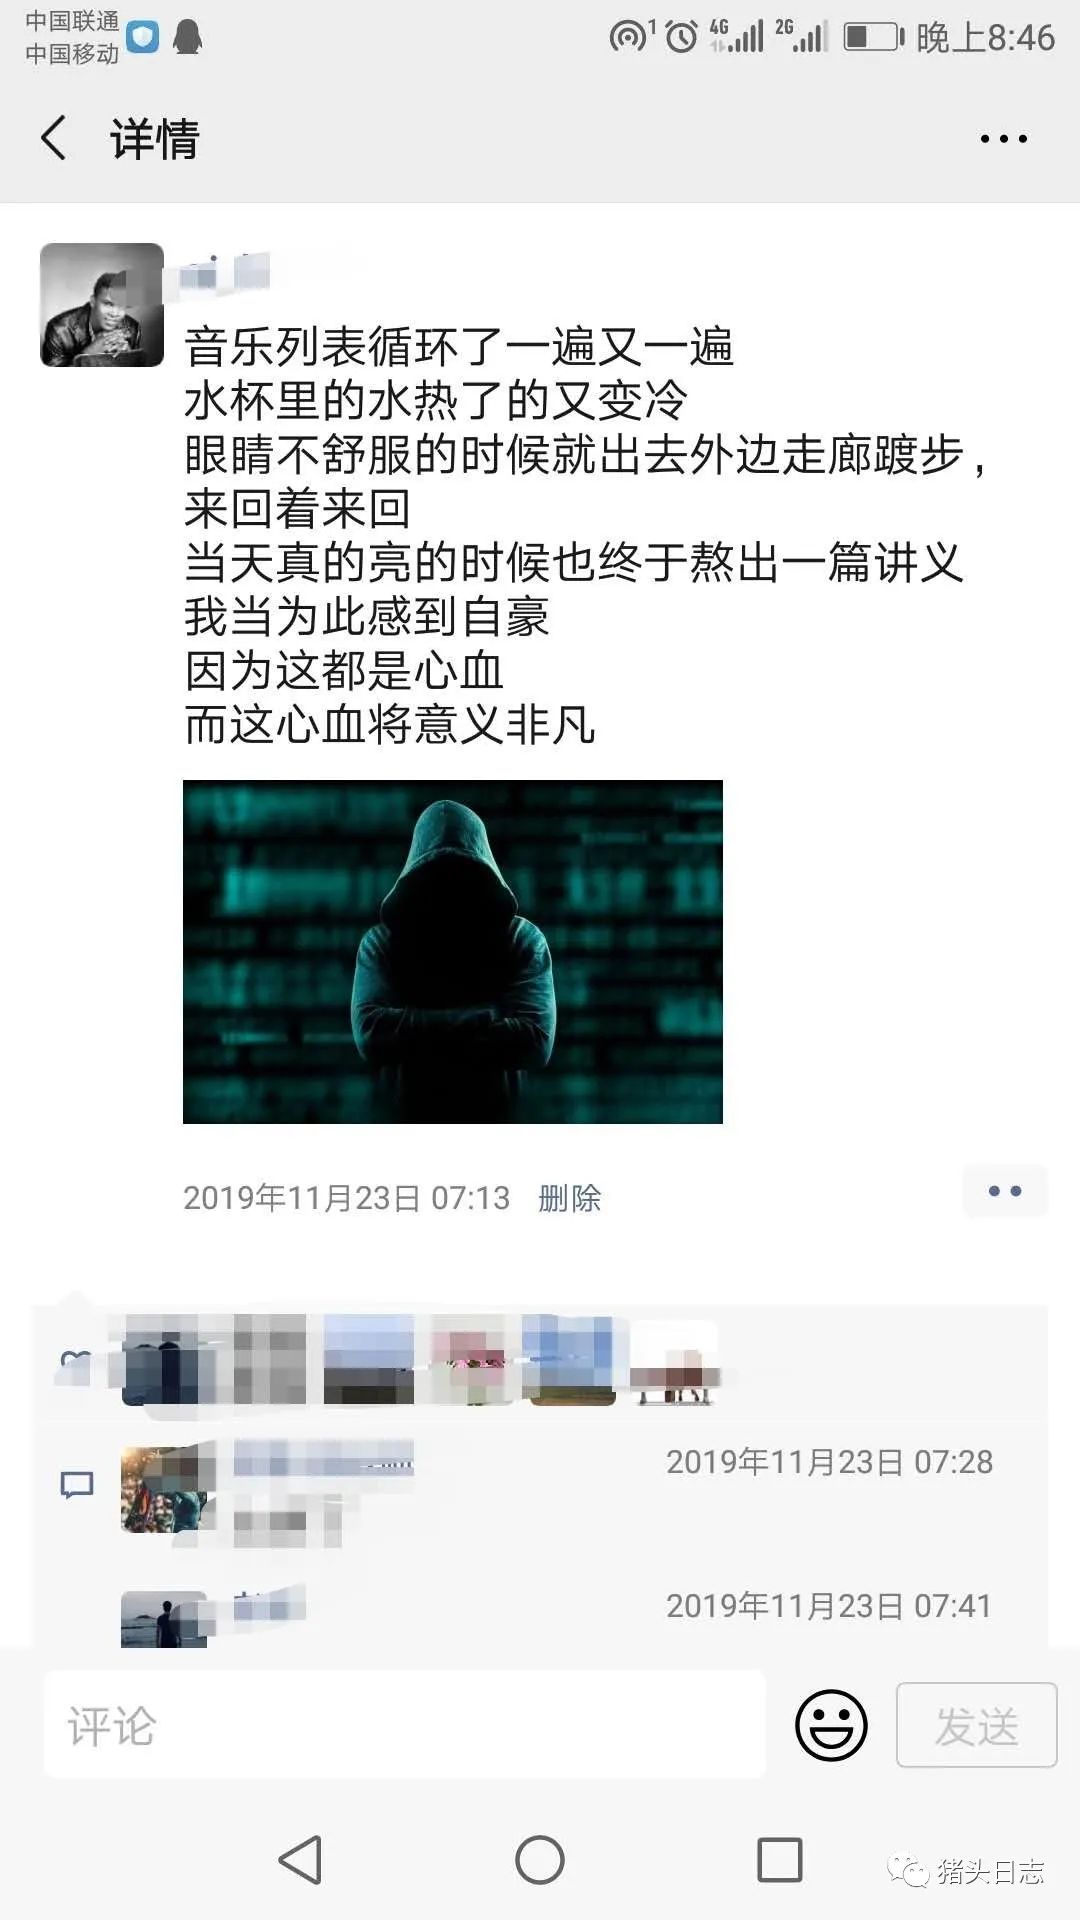 中国联通
中国移动
1 4G 2G 晚上8:46
详情
音乐列表循环了一遍又一遍
水杯里的水热了的又变冷
眼睛不舒服的时候就出去外边走廊踱步，
来回着来回
当天真的亮的时候也终于熬出一篇讲义
我当为此感到自豪
因为这都是心血
而这心血将意义非凡
2019年11月23日 07:13 删除
2019年11月23日 07:28
2019年11月23日 07:41
评论
发送
猪头日志